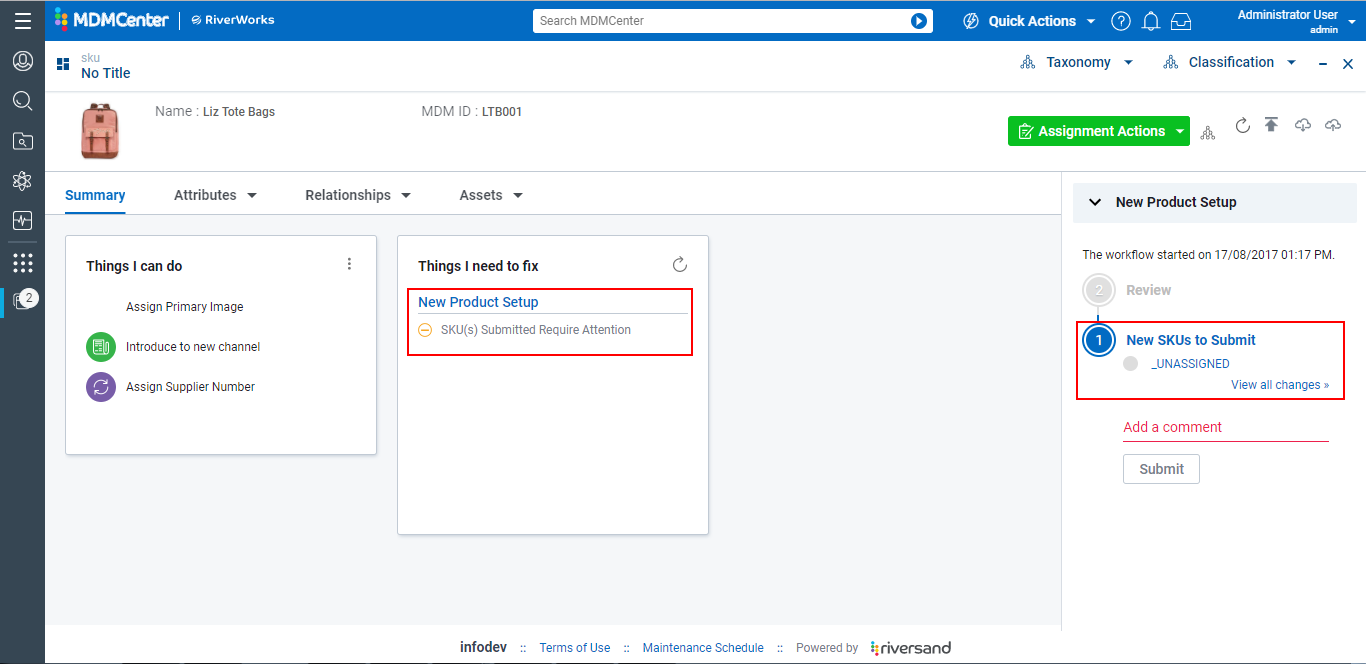 MDMCenter
RiverWorks
Search MDMCenter
Quick Actions
?
Administrator User
admin
sku
No Title
Taxonomy
Classification
Name : Liz Tote Bags
MDM ID : LTB001
Assignment Actions
Summary
Attributes
Relationships
Assets
2
Things I can do
Assign Primary Image
Introduce to new channel
Assign Supplier Number
Things I need to fix
New Product Setup
SKU(s) Submitted Require Attention
New Product Setup
The workflow started on 17/08/2017 01:17 PM.
2
Review
1
New SKUs to Submit
_UNASSIGNED
View all changes »
Add a comment
Submit
infodev :: Terms of Use :: Maintenance Schedule :: Powered by riversand